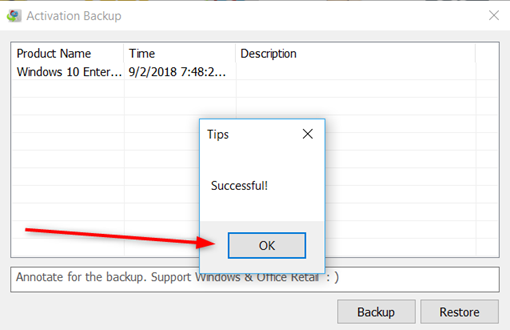 Activation Backup
Product Name Time Description
Windows 10 Enter... 9/2/2018 7:48:2...
Tips
Successful!
OK
Annotate for the backup. Support Windows & Office Retail : )
Backup Restore